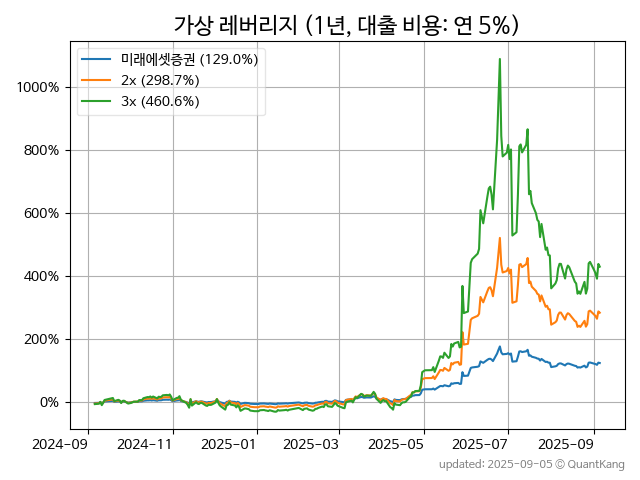 가상 레버리지 (1년, 대출 비용: 연 5%)
미래에셋증권 (129.0%)
2x (298.7%)
3x (460.6%)
1000%
800%
600%
400%
200%
0%
2024-09 2024-11 2025-01 2025-03 2025-05 2025-07 2025-09
updated: 2025-09-05 © QuantKang